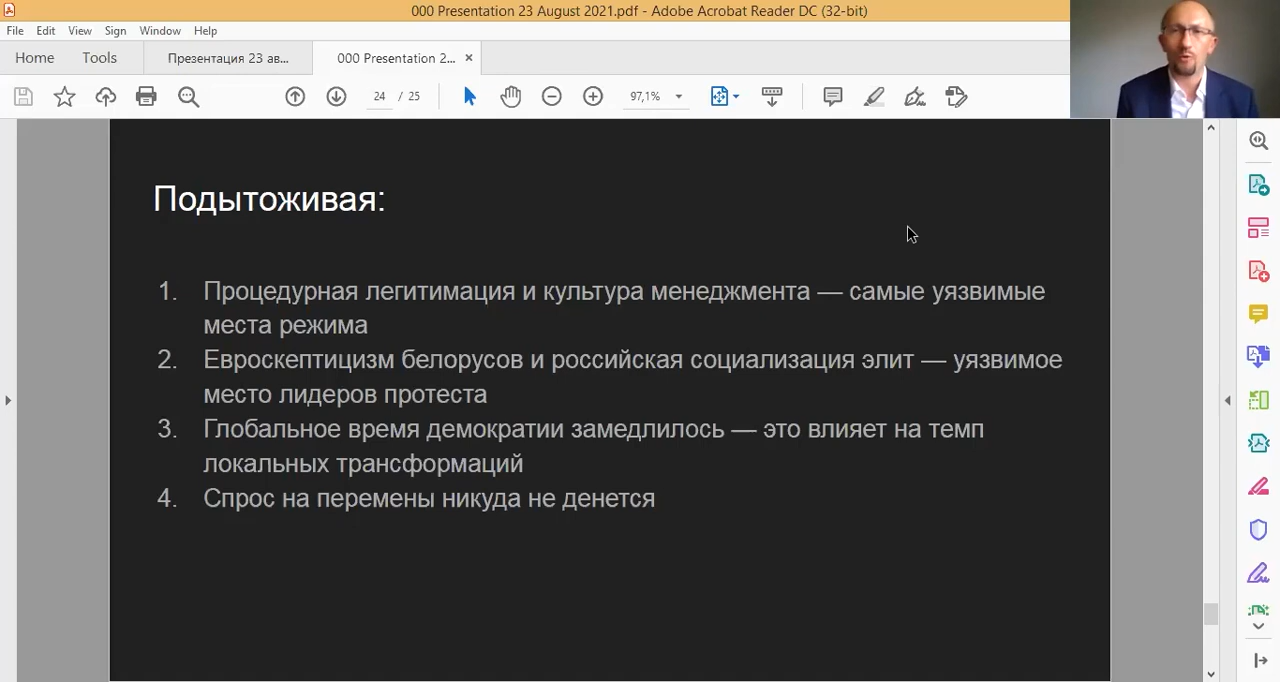 000 Presentation 23 August 2021.pdf - Adobe Acrobat Reader DC (32-bit)
File Edit View Sign Window Help
Home Tools Презентация 23 ав... 000 Presentation 2... ×
24 / 25 97,1%
Подытоживая:
1. Процедурная легитимация и культура менеджмента — самые уязвимые
места режима
2. Евроскептицизм белорусов и российская социализация элит — уязвимое
место лидеров протеста
3. Глобальное время демократии замедлилось — это влияет на темп
локальных трансформаций
4. Спрос на перемены никуда не денется